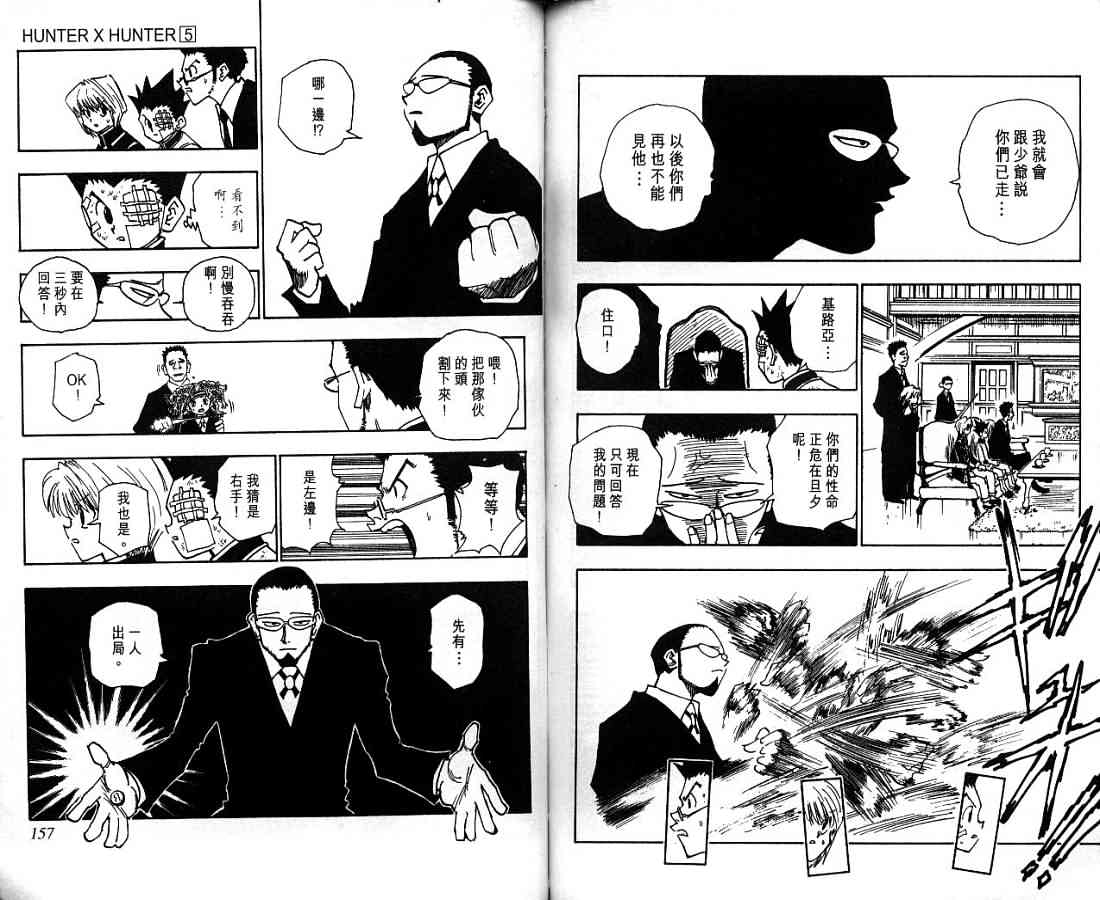 我就會
跟少爺說
你們已走…
以後你們
再也不能
見他…
基路亞…
住口！
你們的性命
正危在旦夕
呢！
現在
只可回答
我的問題！
HUNTER X HUNTER 5
哪一邊!?
看不到
啊…
別慢吞吞
啊！
要在
三秒內
回答！
喂！
把那傢伙
的頭
割下來！
OK！
等等！
是左邊！
我猜是
右手！
我也是。
先有…
一人
出局。
157